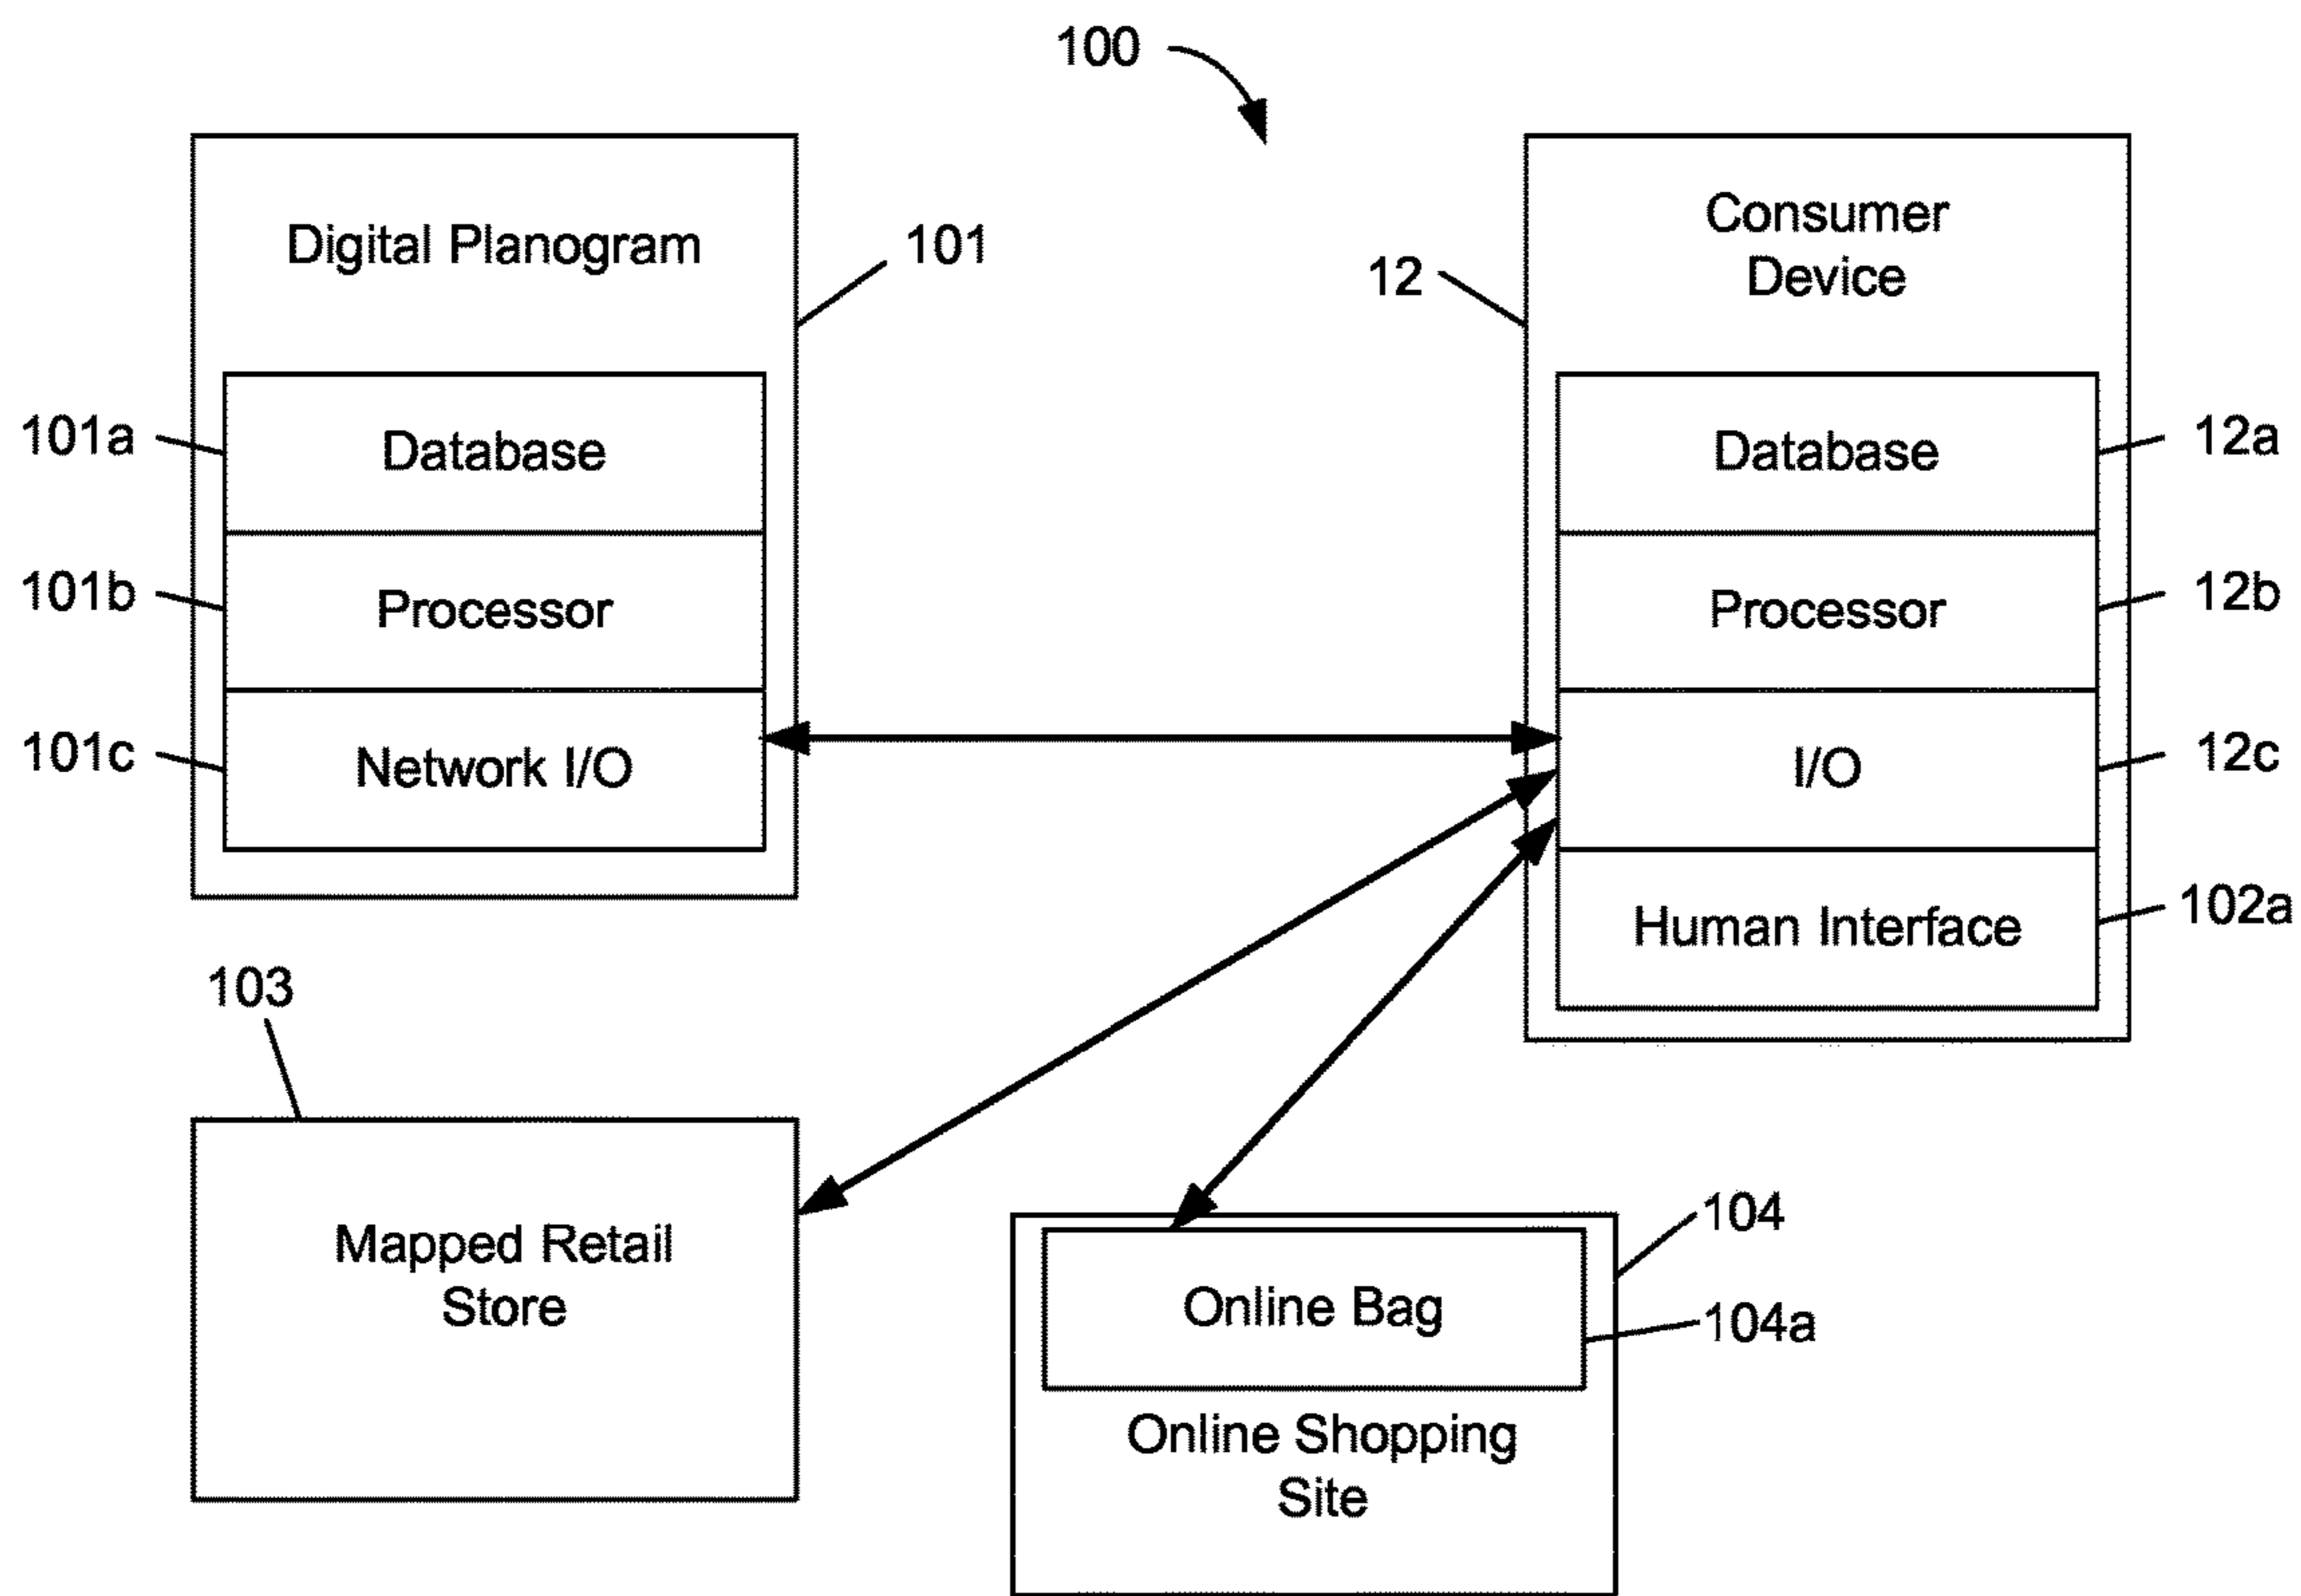 100
Digital Planogram
101
101a
Database
101b
Processor
101c
Network I/O
Consumer
Device
12
Database
12a
Processor
12b
I/O
12c
Human Interface
102a
103
Mapped Retail
Store
104
Online Bag
104a
Online Shopping
Site